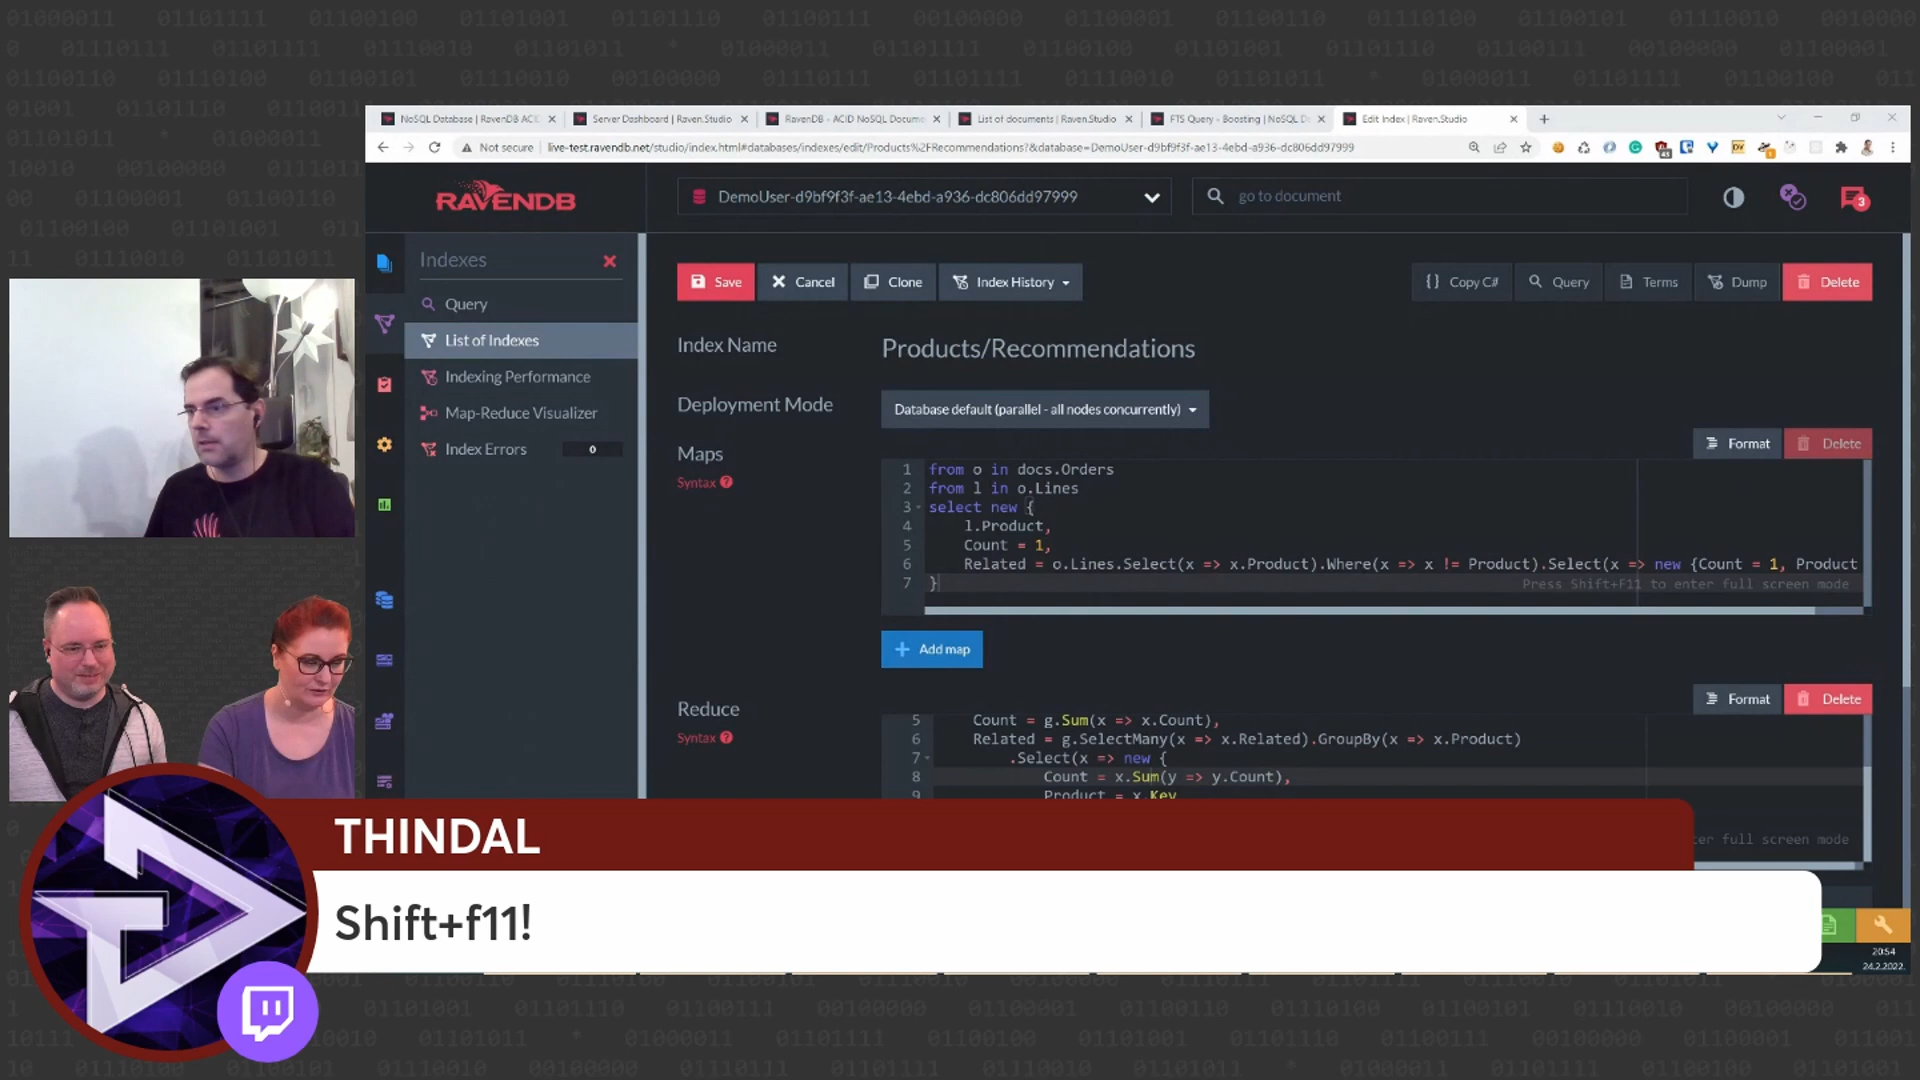 NoSQL Database | RavenDB ACID
Server Dashboard | Raven.Studio
RavenDB - ACID NoSQL Docume
List of documents | Raven.Studio
FTS Query - Boosting | NoSQL D
Edit Index | Raven.Studio
Not secure
live-test.ravendb.net/studio/index.html#databases/indexes/edit/Products%2FRecommendations?&database=DemoUser-d9bf9f3f-ae13-4ebd-a936-dc806dd97999
RAVENDB
DemoUser-d9bf9f3f-ae13-4ebd-a936-dc806dd97999
go to document
3
Indexes
Query
List of Indexes
Indexing Performance
Map-Reduce Visualizer
Index Errors
0
Save
Cancel
Clone
Index History
Copy C#
Query
Terms
Dump
Delete
Index Name
Products/Recommendations
Deployment Mode
Database default (parallel - all nodes concurrently)
Maps
Syntax
Format
Delete
1 from o in docs.Orders
2 from l in o.Lines
3 select new {
4 l.Product,
5 Count = 1,
6 Related = o.Lines.Select(x => x.Product).Where(x => x != Product).Select(x => new {Count = 1, Product
7 }
Press Shift+F11 to enter full screen mode
Add map
Reduce
Syntax
Format
Delete
5 Count = g.Sum(x => x.Count),
6 Related = g.SelectMany(x => x.Related).GroupBy(x => x.Product)
7 .Select(x => new {
8 Count = x.Sum(y => y.Count),
9 Product = x.Key
full screen mode
THINDAL
Shift+f11!
20:54
24.2.2022.